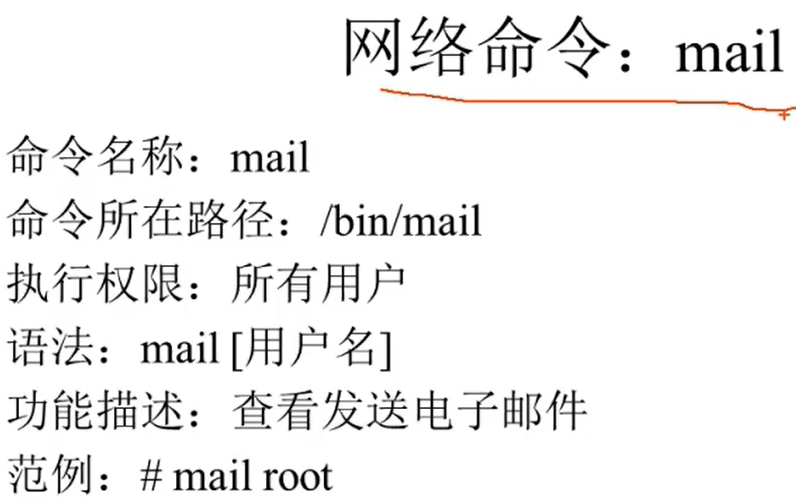 网络命令：mail
命令名称：mail
命令所在路径：/bin/mail
执行权限：所有用户
语法：mail [用户名]
功能描述：查看发送电子邮件
范例：# mail root